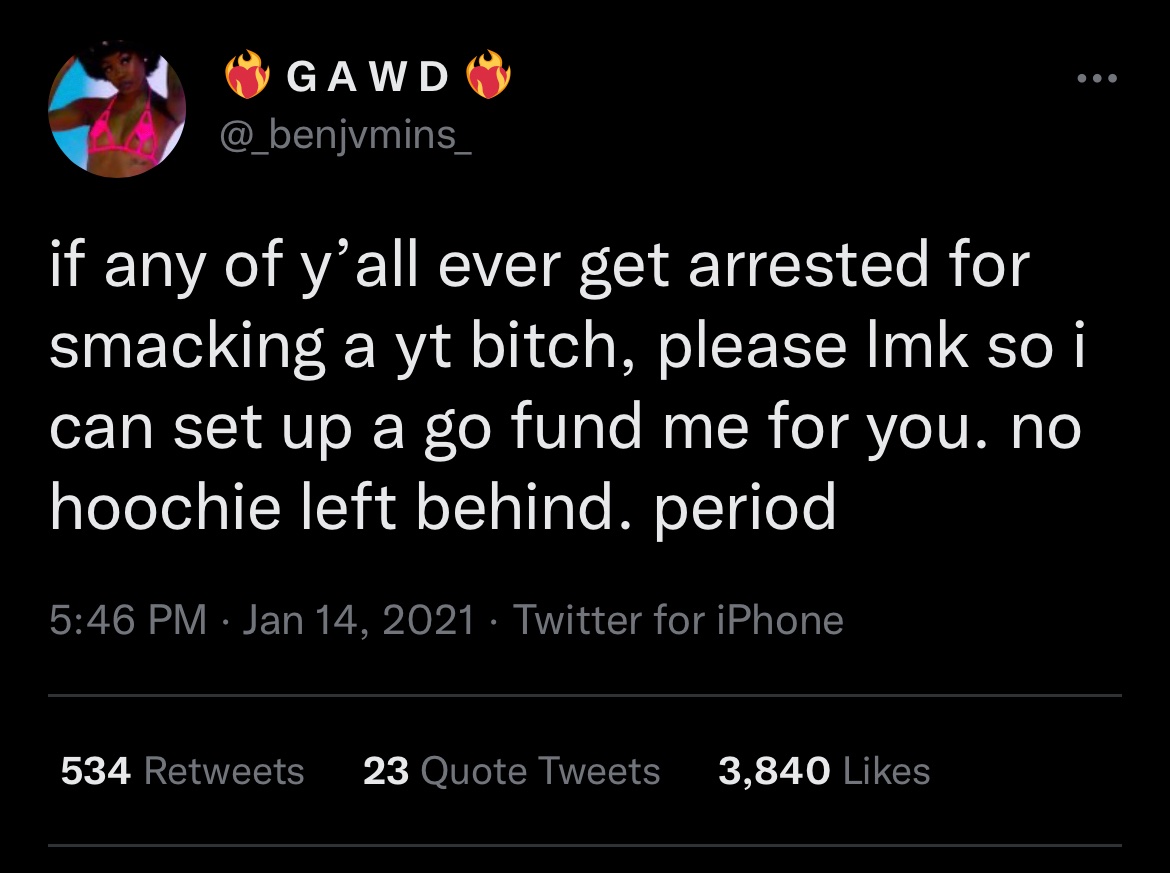 ❤️‍🔥 G A W D ❤️‍🔥
@_benjvmins_
if any of y’all ever get arrested for
smacking a yt bitch, please lmk so i
can set up a go fund me for you. no
hoochie left behind. period
5:46 PM · Jan 14, 2021 · Twitter for iPhone
534 Retweets 23 Quote Tweets 3,840 Likes